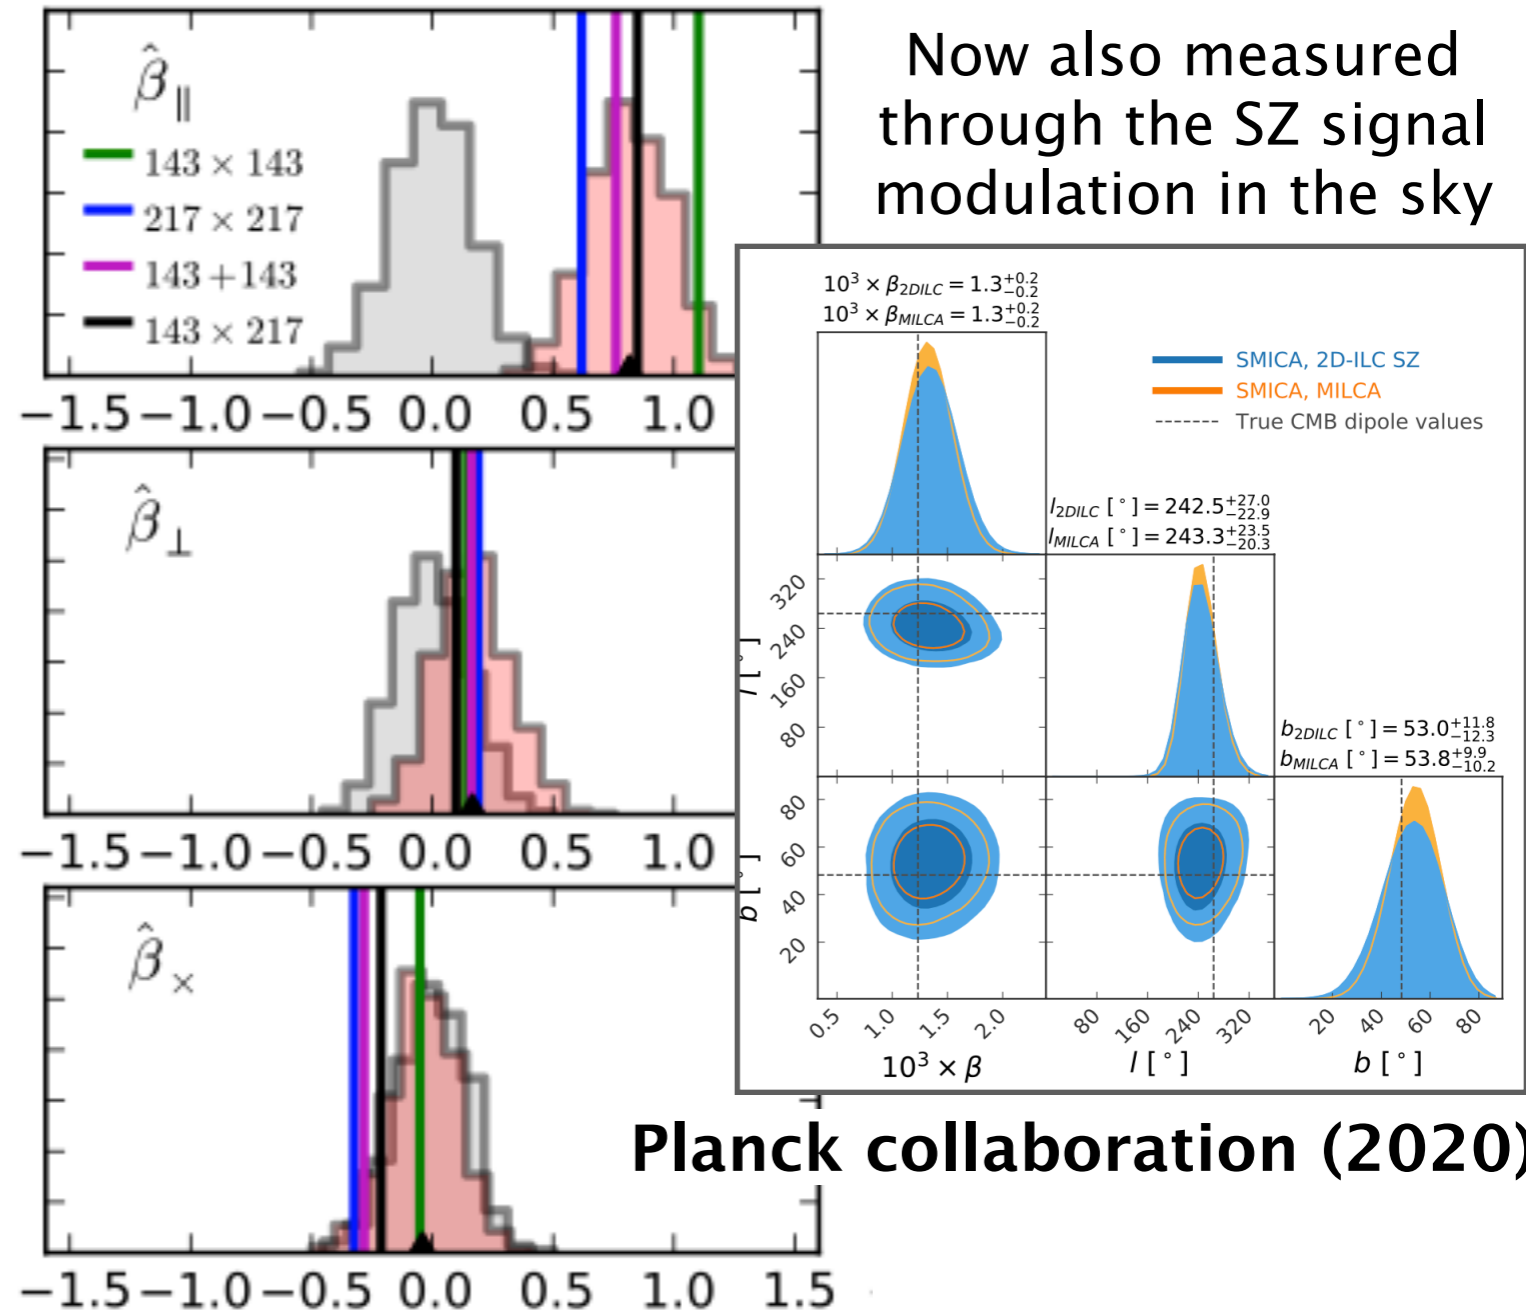 β̂∥
143 × 143
217 × 217
143 + 143
143 × 217
−1.5 −1.0 −0.5 0.0 0.5 1.0
β̂⊥
−1.5 −1.0 −0.5 0.0 0.5 1.0
β̂×
−1.5 −1.0 −0.5 0.0 0.5 1.0 1.5
Now also measured
through the SZ signal
modulation in the sky
10³ × β2DILC = 1.3+0.2−0.2
10³ × βMILCA = 1.3+0.2−0.2
SMICA, 2D-ILC SZ
SMICA, MILCA
True CMB dipole values
l2DILC [°] = 242.5+27.0−22.9
lMILCA [°] = 243.3+23.5−20.3
320
240
160
80
l [°]
b2DILC [°] = 53.0+11.8−12.3
bMILCA [°] = 53.8+9.9−10.2
80
60
40
20
b [°]
0.5 1.0 1.5 2.0 80 160 240 320 20 40 60 80
10³ × β l [°] b [°]
Planck collaboration (2020)